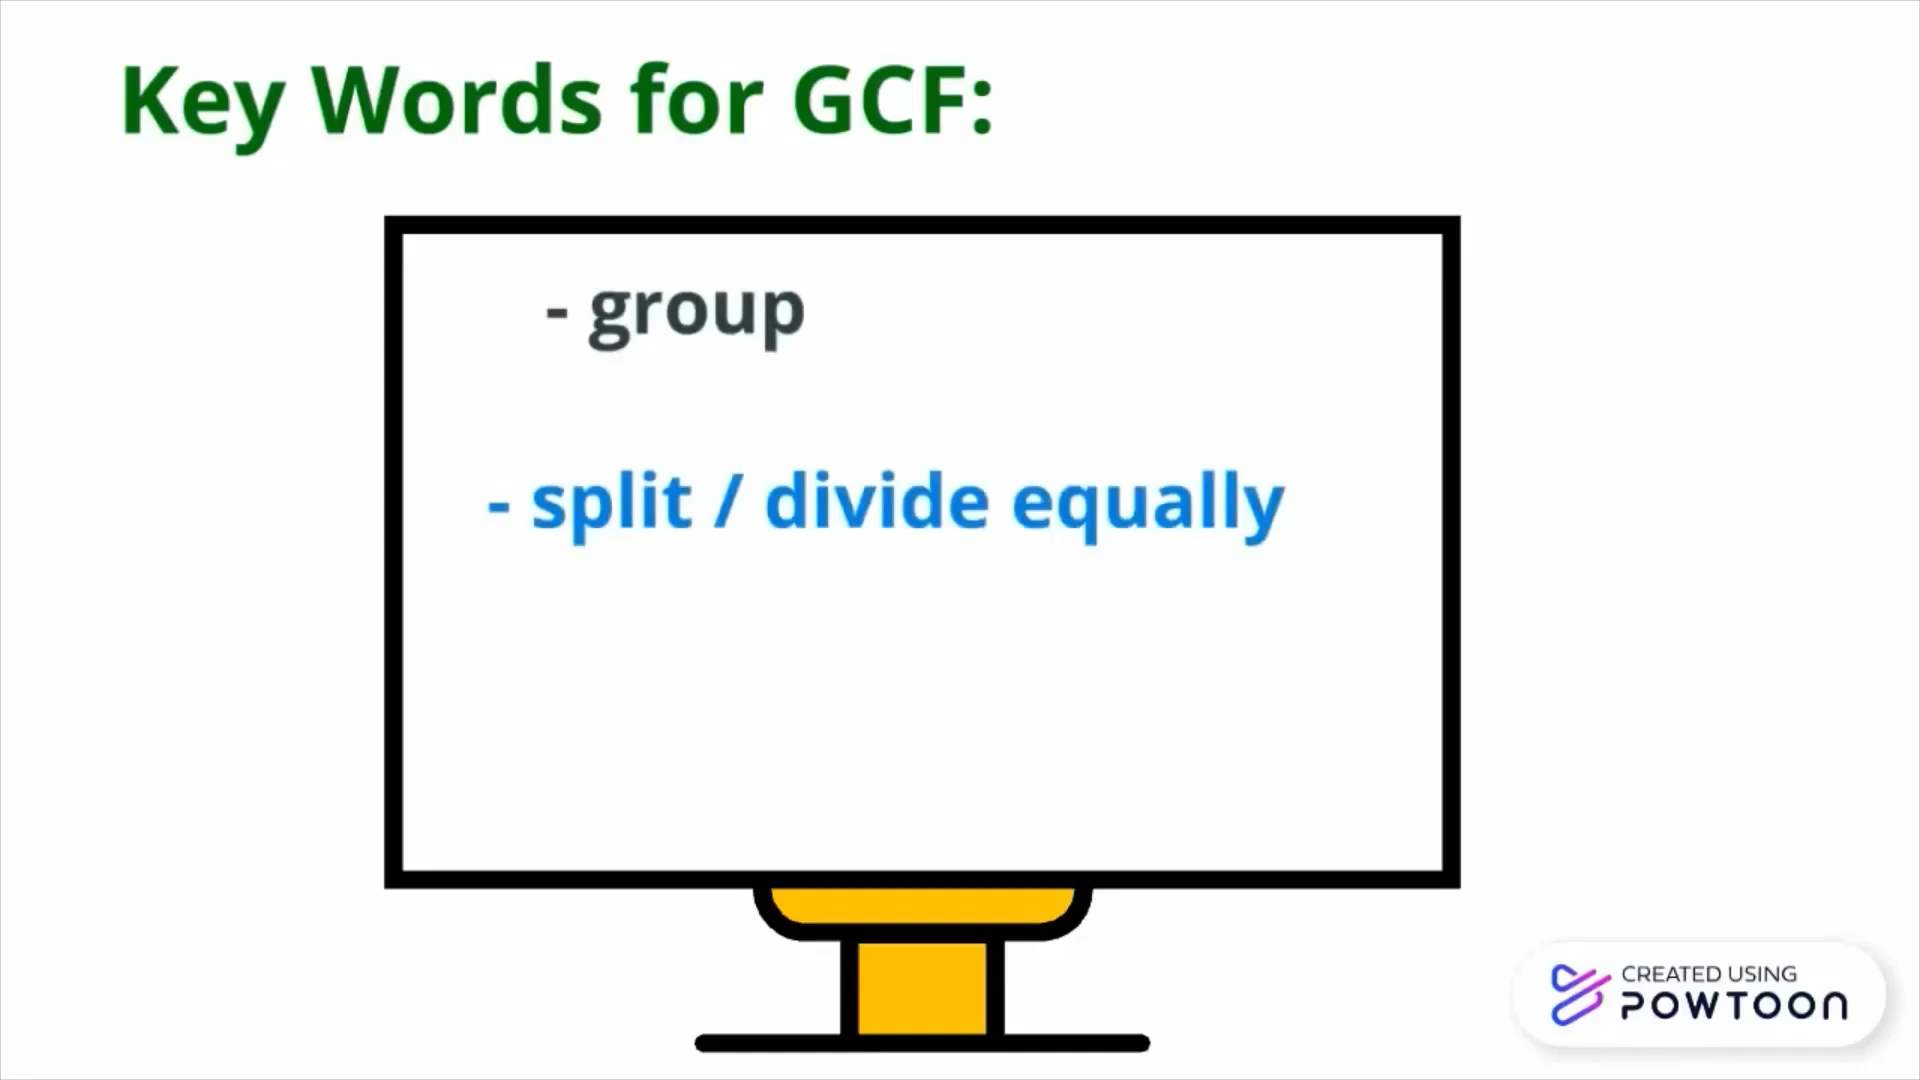 Key Words for GCF:
- group
- split / divide equally
CREATED USING
POWTOON